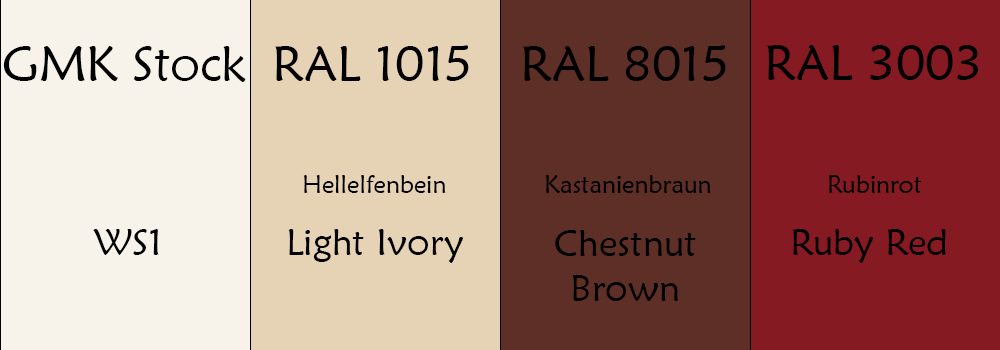 GMK Stock
WS1
RAL 1015
Hellelfenbein
Light Ivory
RAL 8015
Kastanienbraun
Chestnut
Brown
RAL 3003
Rubinrot
Ruby Red